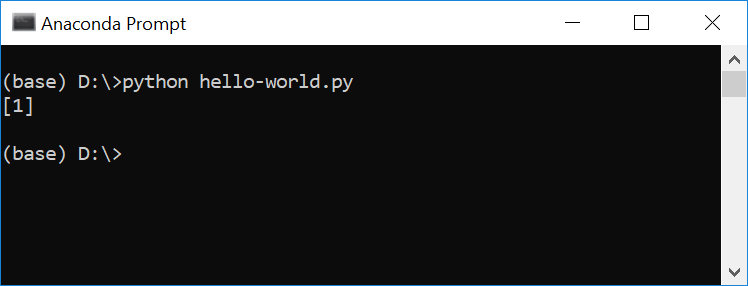 Anaconda Prompt
(base) D:\>python hello-world.py
[1]
(base) D:\>